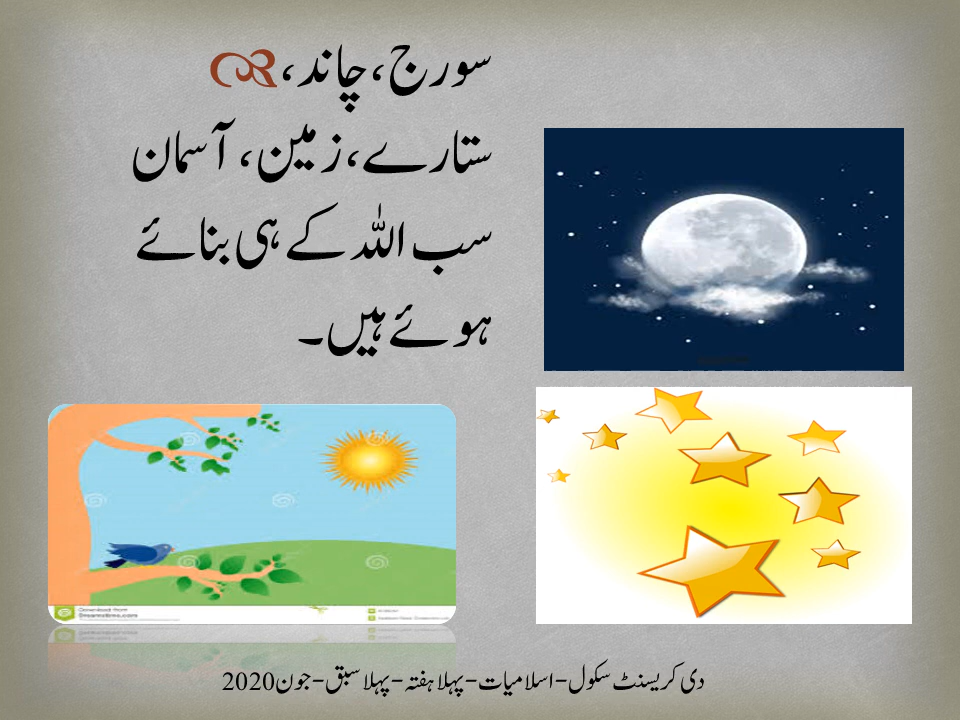 سورج، چاند،
ستارے، زمین، آسمان
سب اللہ کے ہی بنائے
ہوئے ہیں۔
دی کریسنٹ سکول-اسلامیات-پہلا ہفتہ-پہلا سبق-جون2020